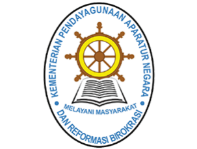 KEMENTERIAN PENDAYAGUNAAN APARATUR NEGARA
MELAYANI MASYARAKAT
DAN REFORMASI BIROKRASI